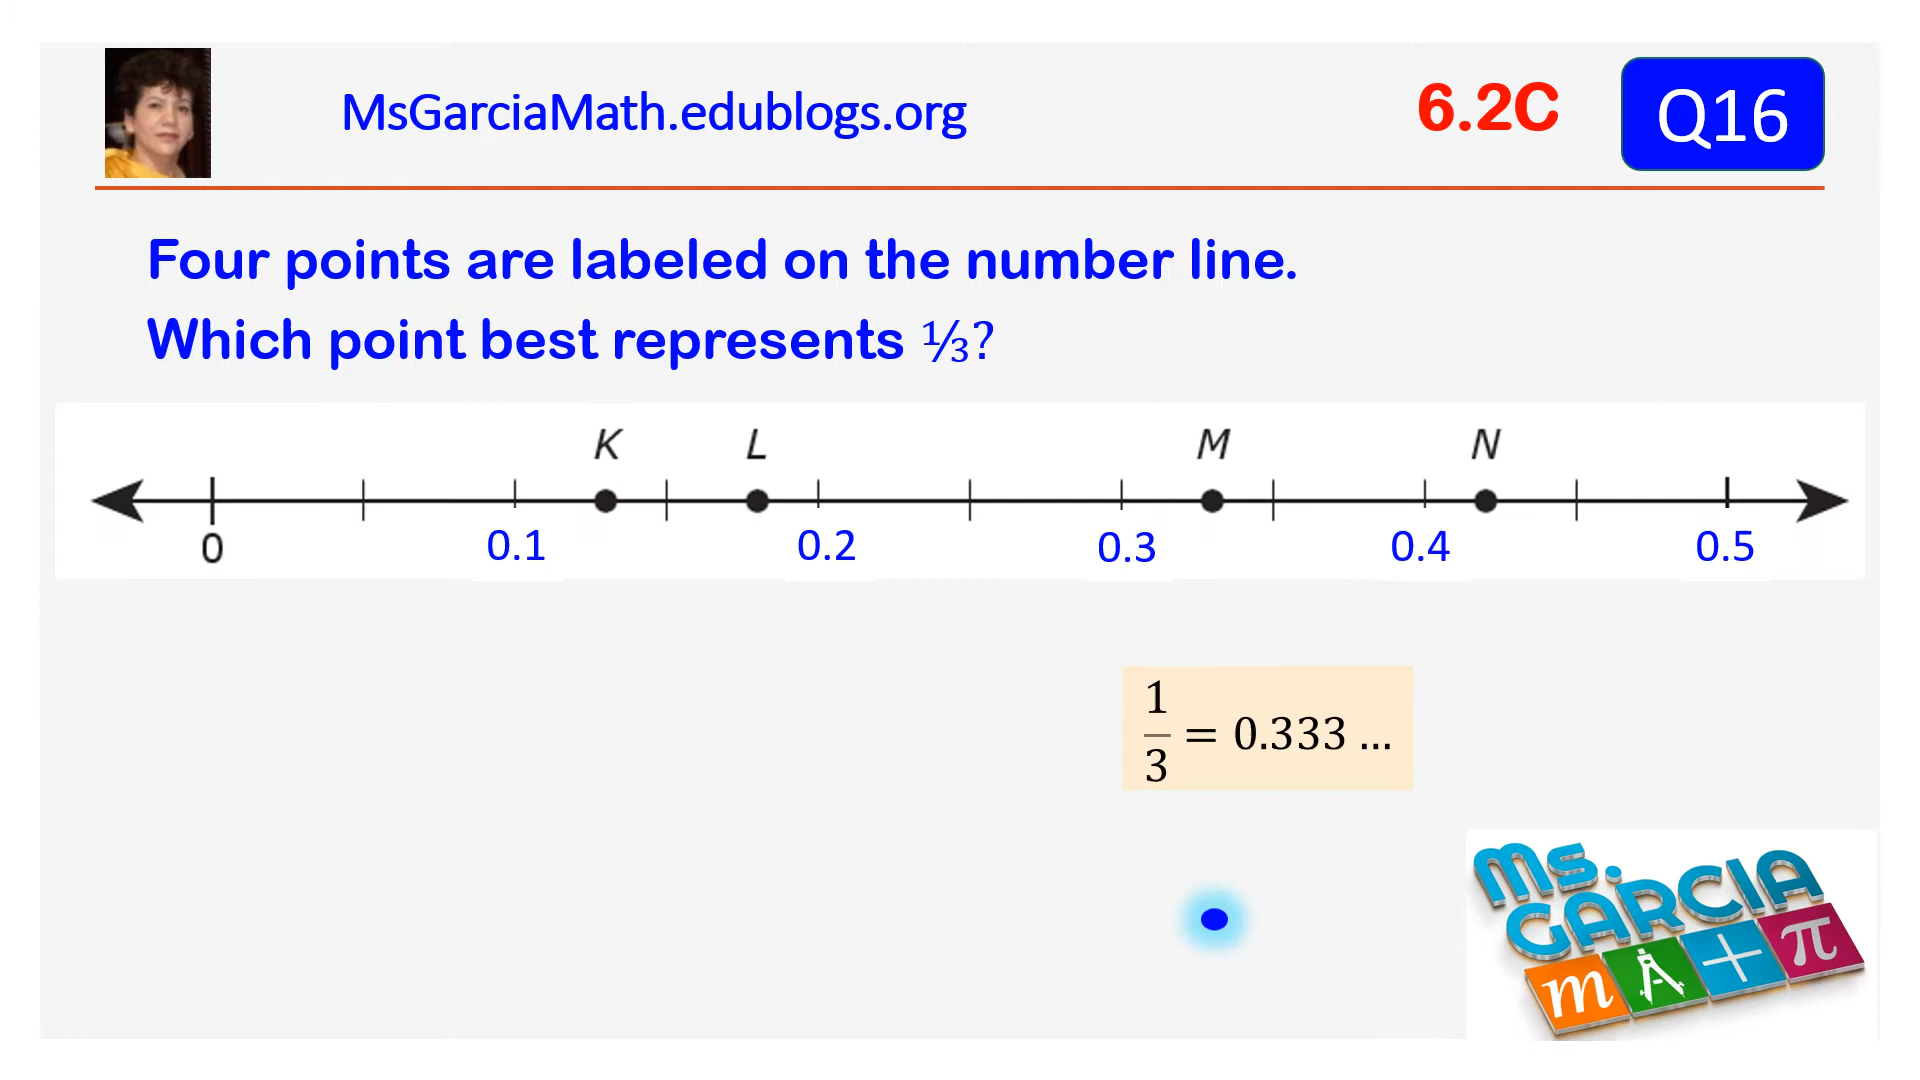 MsGarciaMath.edublogs.org
6.2C
Q16
Four points are labeled on the number line.
Which point best represents ⅓?
K L M N
0 0.1 0.2 0.3 0.4 0.5
1/3 = 0.333 ...
Ms.
GARCIA
m A + π